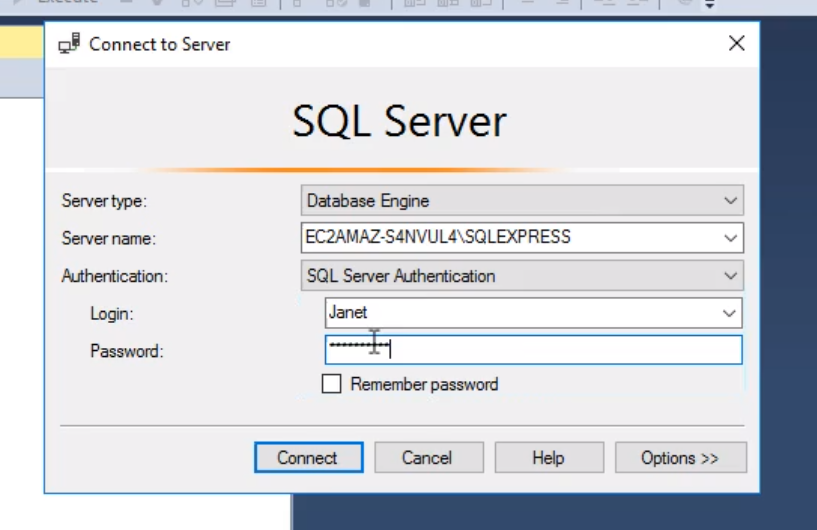 Execute
Connect to Server
SQL Server
Server type:
Database Engine
Server name:
EC2AMAZ-S4NVUL4\SQLEXPRESS
Authentication:
SQL Server Authentication
Login:
Janet
Password:
Remember password
Connect
Cancel
Help
Options >>